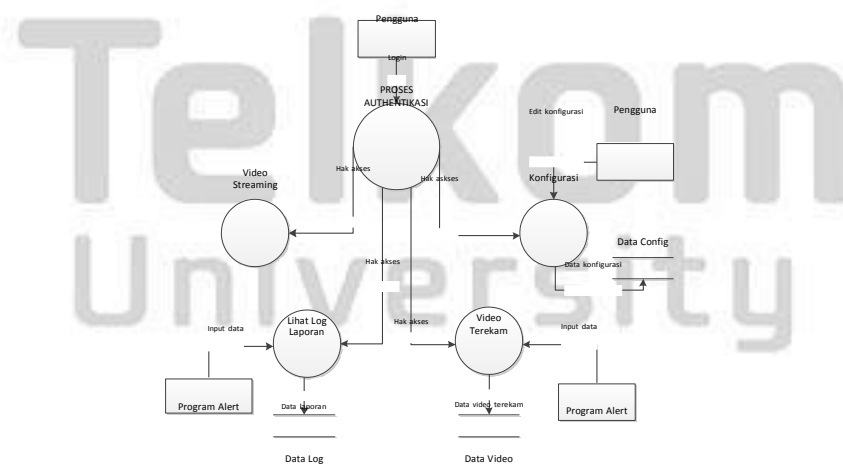 Telkom
University
Pengguna
Login
PROSES
AUTHENTIKASI
Edit konfigurasi
Pengguna
Hak akses
Hak askses
Video
Streaming
Konfigurasi
Data Config
Hak akses
Data konfigurasi
Input data
Lihat Log
Laporan
Hak akses
Video
Terekam
Input data
Program Alert
Data laporan
Data video terekam
Program Alert
Data Log
Data Video